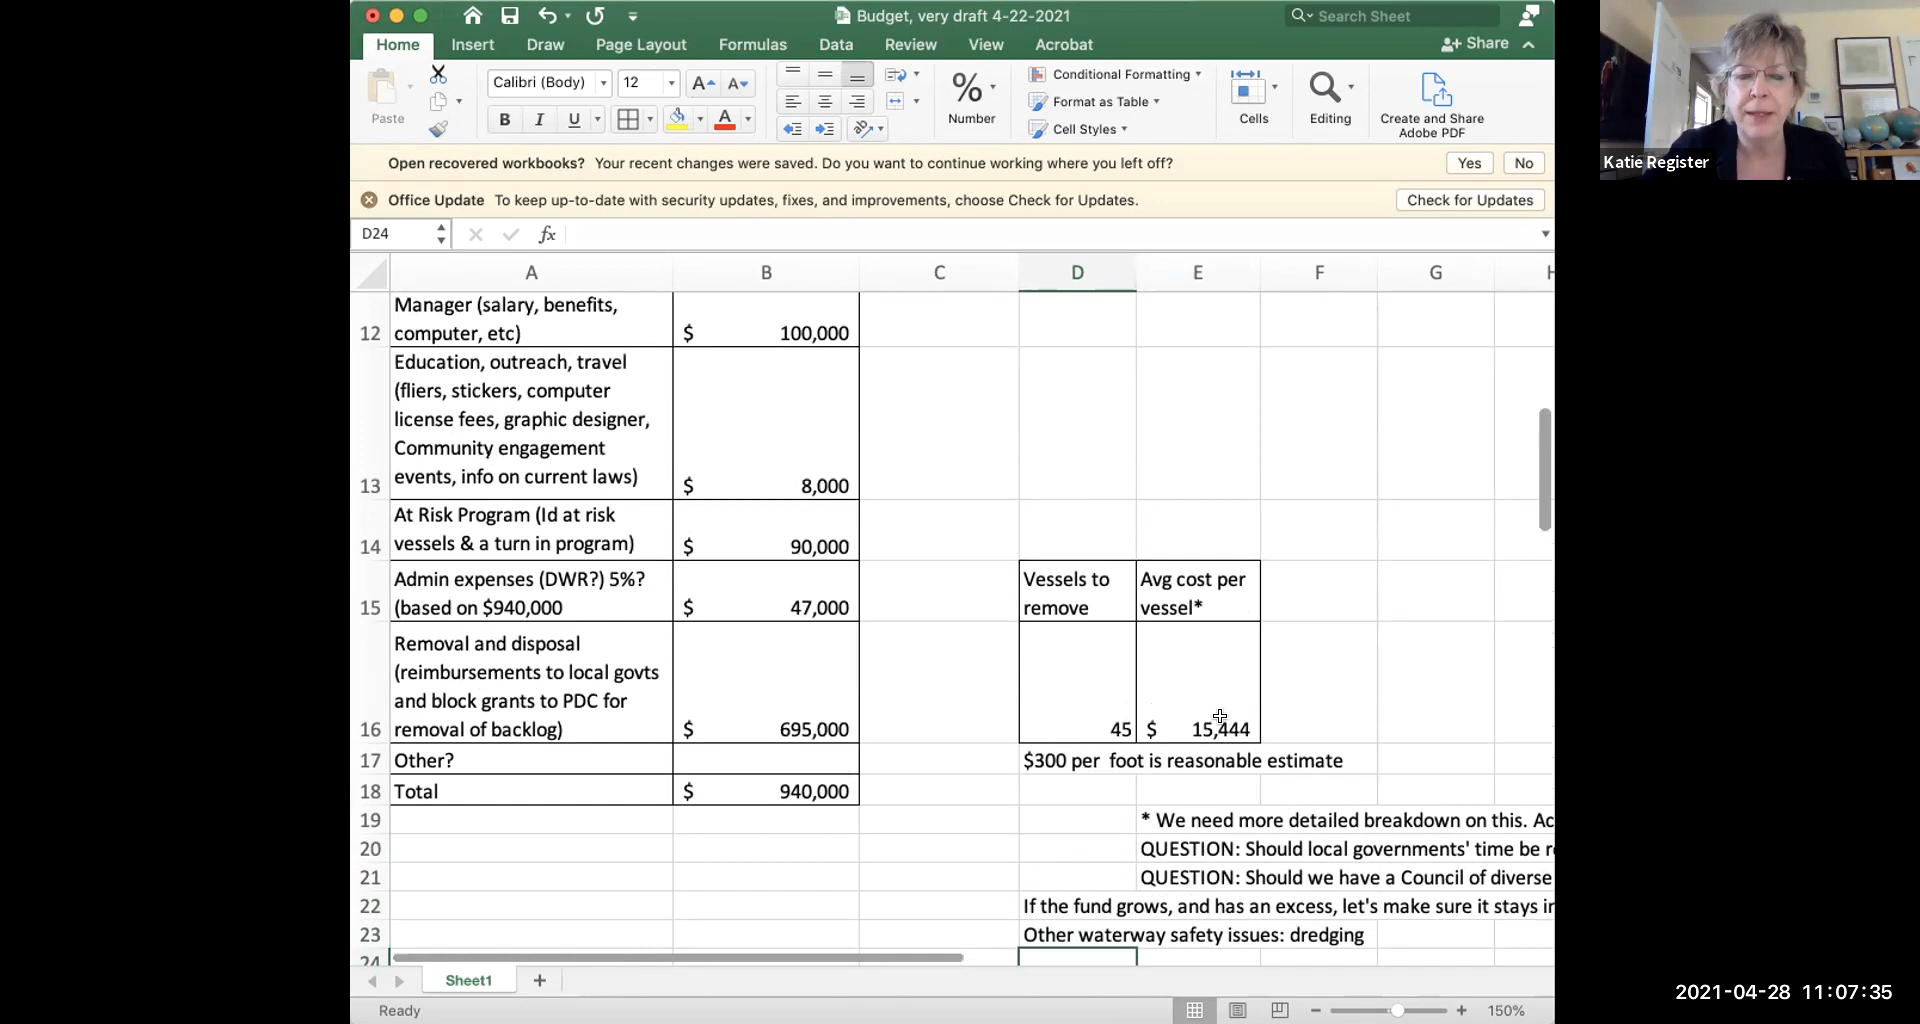 Budget, very draft 4-22-2021
Search Sheet
Home Insert Draw Page Layout Formulas Data Review View Acrobat
Share
Paste
Calibri (Body) 12
A A
B I U A
%
Number
Conditional Formatting
Format as Table
Cell Styles
Cells
Editing
Create and Share
Adobe PDF
Open recovered workbooks? Your recent changes were saved. Do you want to continue working where you left off? Yes No
Office Update To keep up-to-date with security updates, fixes, and improvements, choose Check for Updates. Check for Updates
D24 fx
A B C D E F G H
Manager (salary, benefits,
12 computer, etc) $ 100,000
Education, outreach, travel
(fliers, stickers, computer
license fees, graphic designer,
Community engagement
13 events, info on current laws) $ 8,000
At Risk Program (Id at risk
14 vessels & a turn in program) $ 90,000
Admin expenses (DWR?) 5%? Vessels to Avg cost per
15 (based on $940,000 $ 47,000 remove vessel*
Removal and disposal
(reimbursements to local govts
and block grants to PDC for
16 removal of backlog) $ 695,000 45 $ 15,444
17 Other? $300 per foot is reasonable estimate
18 Total $ 940,000
19 * We need more detailed breakdown on this. Ac
20 QUESTION: Should local governments' time be re
21 QUESTION: Should we have a Council of diverse
22 If the fund grows, and has an excess, let's make sure it stays in
23 Other waterway safety issues: dredging
24
Sheet1 +
Ready
150%
Katie Register
2021-04-28 11:07:35